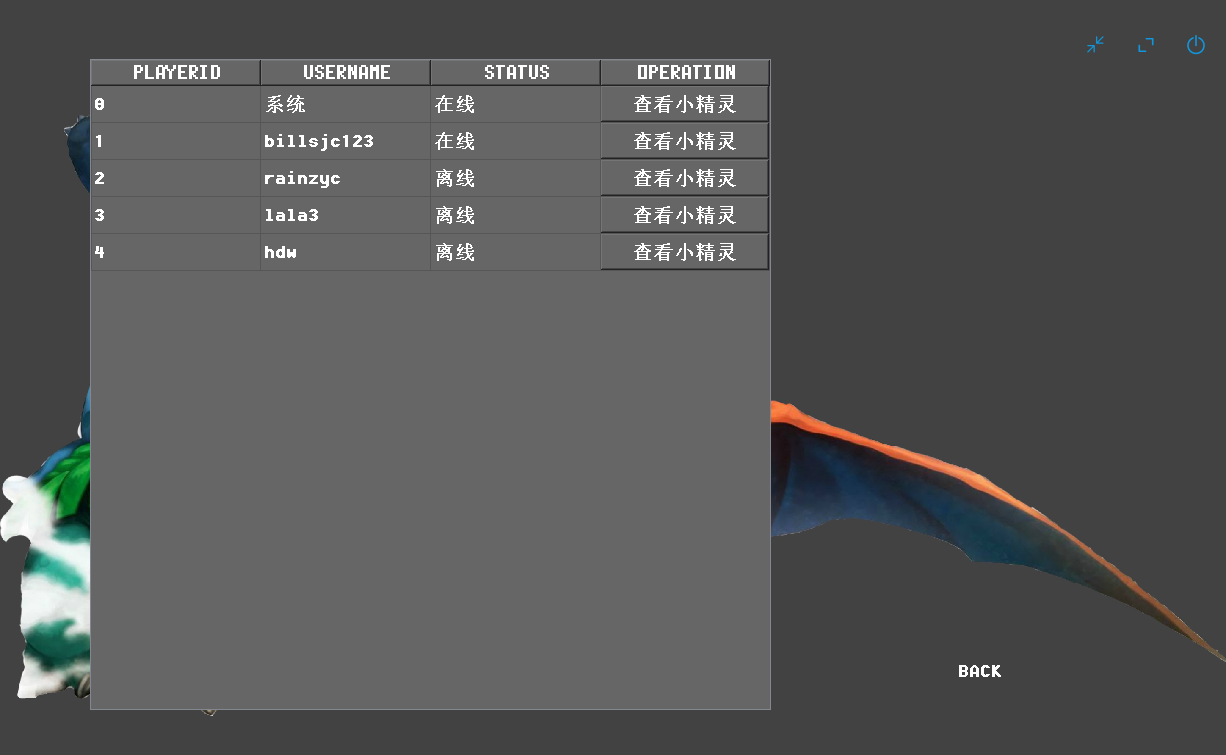 PLAYERID USERNAME STATUS OPERATION
0 系统 在线 查看小精灵
1 billsjc123 在线 查看小精灵
2 rainzyc 离线 查看小精灵
3 lala3 离线 查看小精灵
4 hdw 离线 查看小精灵
BACK